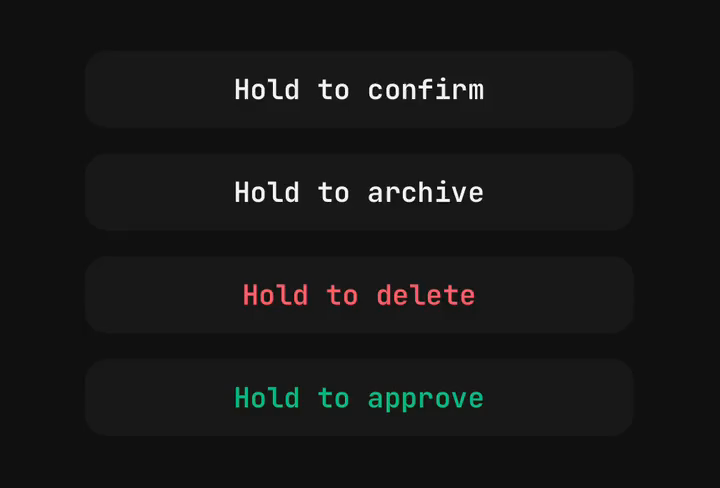 Hold to confirm
Hold to archive
Hold to delete
Hold to approve